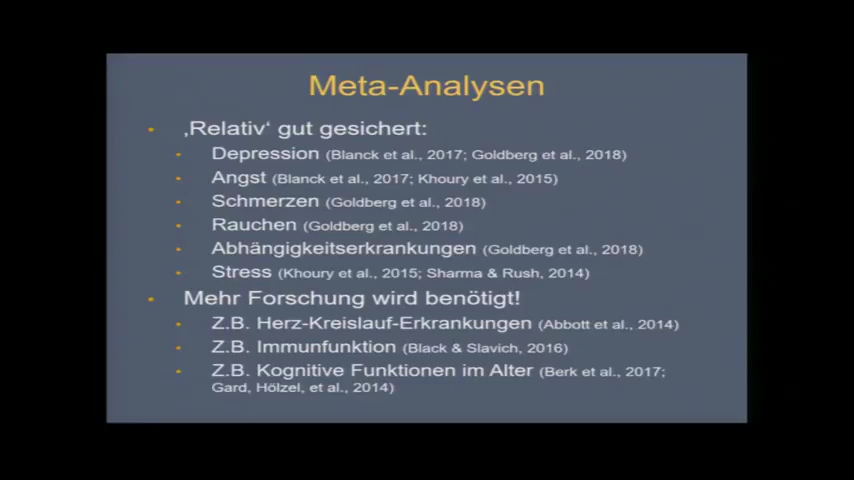 Meta-Analysen
• ‚Relativ‘ gut gesichert:
• Depression (Blanck et al., 2017; Goldberg et al., 2018)
• Angst (Blanck et al., 2017; Khoury et al., 2015)
• Schmerzen (Goldberg et al., 2018)
• Rauchen (Goldberg et al., 2018)
• Abhängigkeitserkrankungen (Goldberg et al., 2018)
• Stress (Khoury et al., 2015; Sharma & Rush, 2014)
• Mehr Forschung wird benötigt!
• Z.B. Herz-Kreislauf-Erkrankungen (Abbott et al., 2014)
• Z.B. Immunfunktion (Black & Slavich, 2016)
• Z.B. Kognitive Funktionen im Alter (Berk et al., 2017;
Gard, Hölzel, et al., 2014)